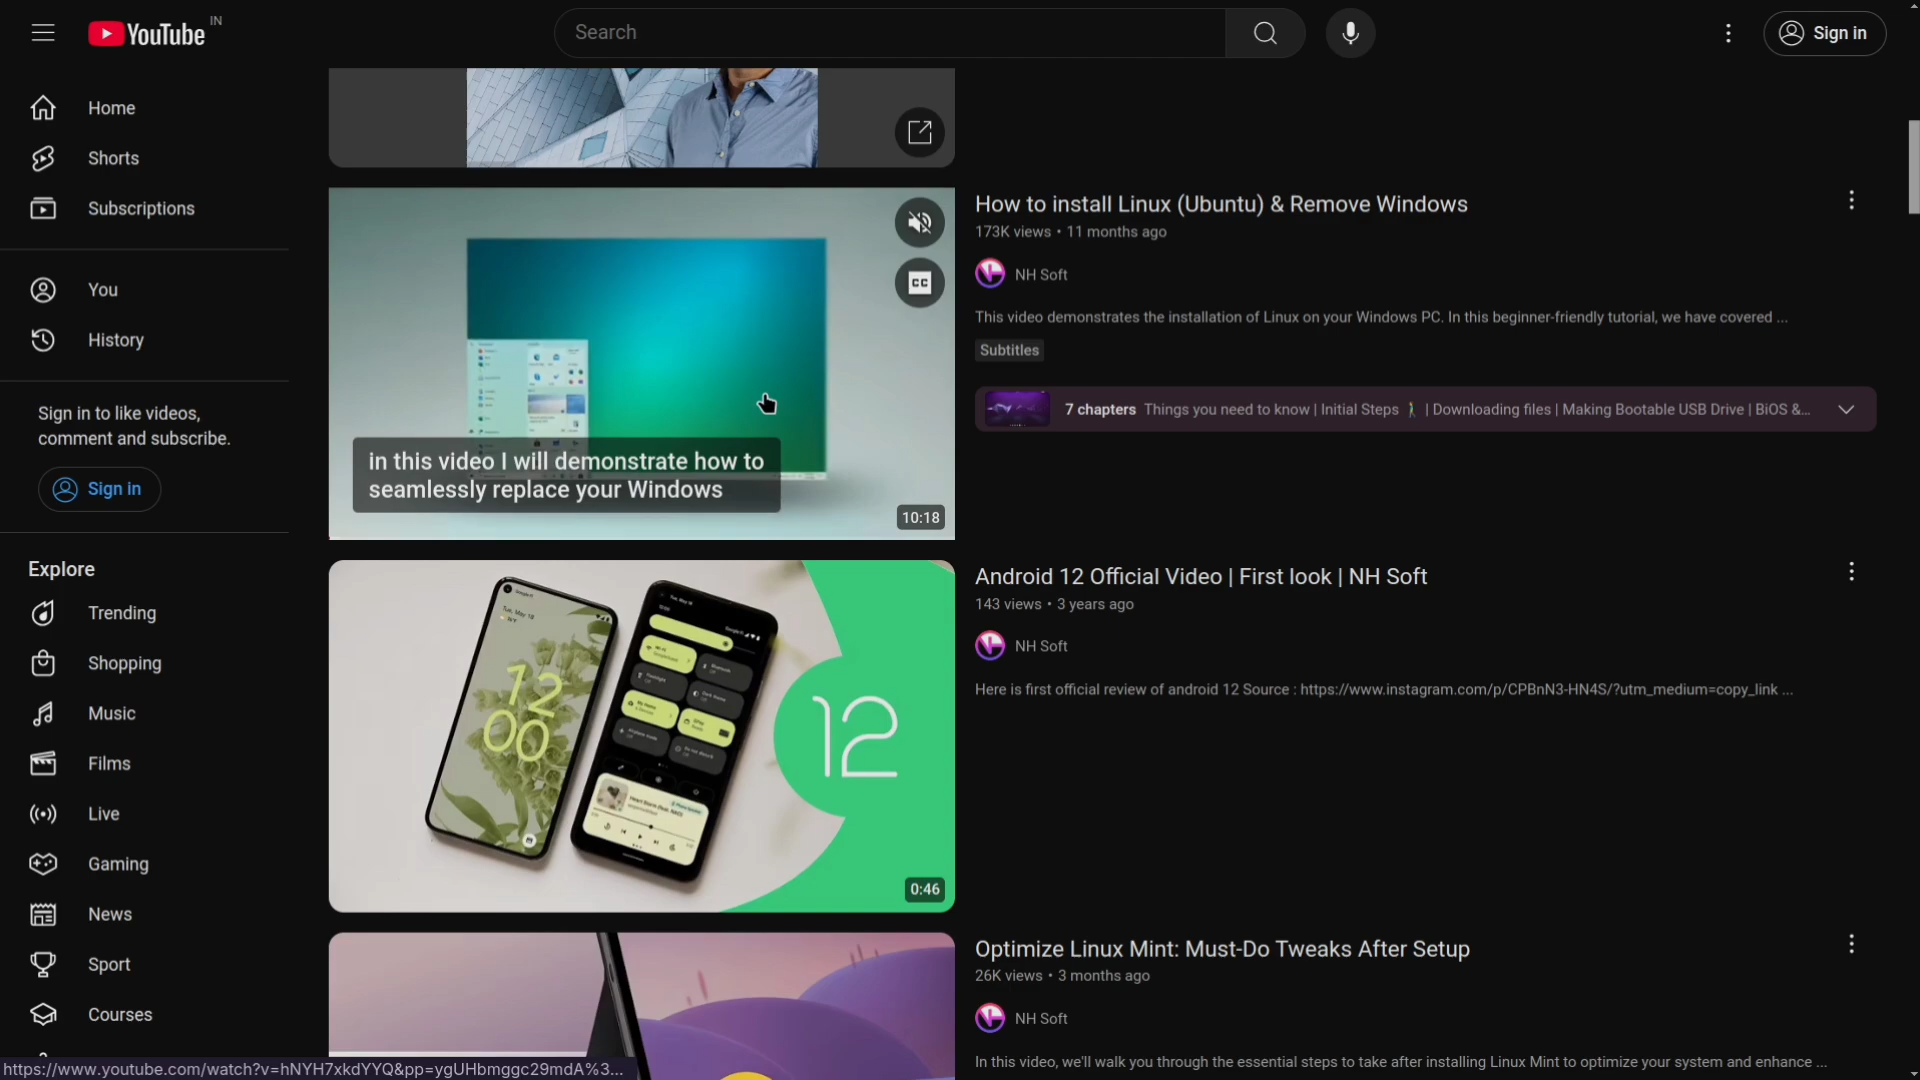 YouTube IN
Search
Sign in
Home
Shorts
Subscriptions
You
History
Sign in to like videos,
comment and subscribe.
Sign in
Explore
Trending
Shopping
Music
Films
Live
Gaming
News
Sport
Courses
CC
in this video I will demonstrate how to
seamlessly replace your Windows
10:18
How to install Linux (Ubuntu) & Remove Windows
173K views • 11 months ago
NH Soft
This video demonstrates the installation of Linux on your Windows PC. In this beginner-friendly tutorial, we have covered ...
Subtitles
7 chapters Things you need to know | Initial Steps 🚶 | Downloading files | Making Bootable USB Drive | BiOS &...
12
00
12
0:46
Android 12 Official Video | First look | NH Soft
143 views • 3 years ago
NH Soft
Here is first official review of android 12 Source : https://www.instagram.com/p/CPBnN3-HN4S/?utm_medium=copy_link ...
Optimize Linux Mint: Must-Do Tweaks After Setup
26K views • 3 months ago
NH Soft
In this video, we'll walk you through the essential steps to take after installing Linux Mint to optimize your system and enhance ...
https://www.youtube.com/watch?v=hNYH7xkdYYQ&pp=ygUHbmggc29mdA%3...